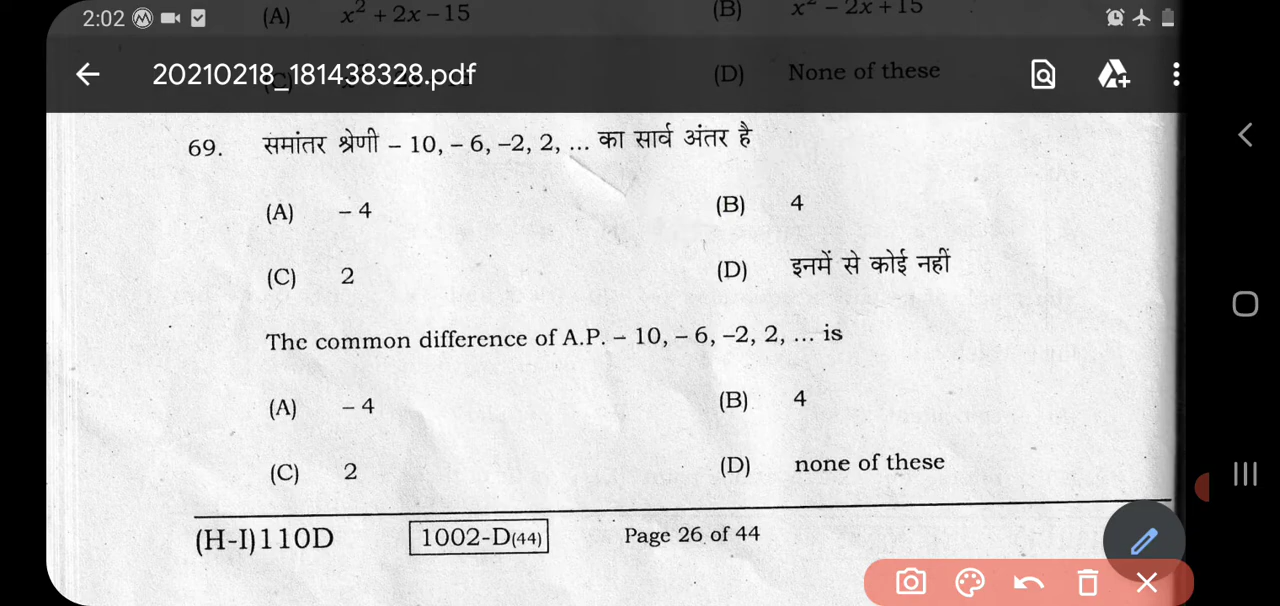 2:02
(A) x² + 2x – 15 (B) x² – 2x + 15
20210218_181438328.pdf
(C) (D) None of these
69. समांतर श्रेणी – 10, – 6, –2, 2, ... का सार्व अंतर है
(A) – 4 (B) 4
(C) 2 (D) इनमें से कोई नहीं
The common difference of A.P. – 10, – 6, –2, 2, ... is
(A) – 4 (B) 4
(C) 2 (D) none of these
(H-I)110D 1002-D(44) Page 26 of 44